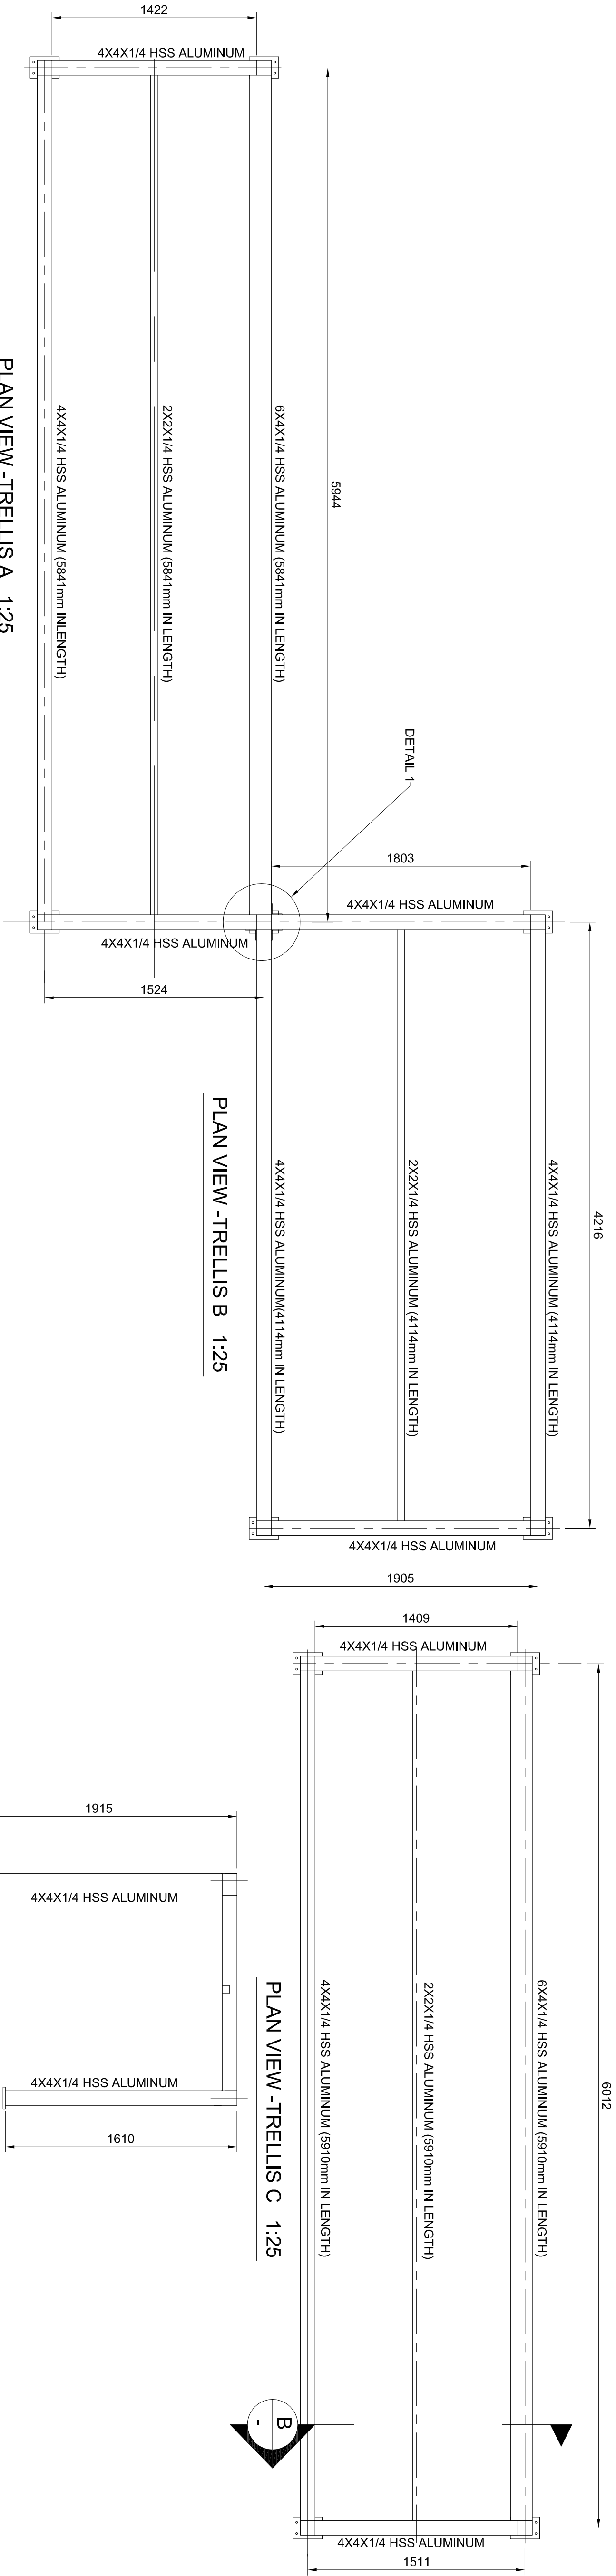 1422
4X4X1/4 HSS ALUMINUM
5944
6X4X1/4 HSS ALUMINUM (5841mm IN LENGTH)
2X2X1/4 HSS ALUMINUM (5841mm IN LENGTH)
4X4X1/4 HSS ALUMINUM (5841mm INLENGTH)
PLAN VIEW -TRELLIS A 1:25
DETAIL 1
1803
4X4X1/4 HSS ALUMINUM
4X4X1/4 HSS ALUMINUM
1524
4216
4X4X1/4 HSS ALUMINUM (4114mm IN LENGTH)
2X2X1/4 HSS ALUMINUM (4114mm IN LENGTH)
4X4X1/4 HSS ALUMINUM(4114mm IN LENGTH)
PLAN VIEW -TRELLIS B 1:25
4X4X1/4 HSS ALUMINUM
1905
1409
4X4X1/4 HSS ALUMINUM
6012
6X4X1/4 HSS ALUMINUM (5910mm IN LENGTH)
2X2X1/4 HSS ALUMINUM (5910mm IN LENGTH)
4X4X1/4 HSS ALUMINUM (5910mm IN LENGTH)
PLAN VIEW -TRELLIS C 1:25
1915
4X4X1/4 HSS ALUMINUM
4X4X1/4 HSS ALUMINUM
1610
B
-
4X4X1/4 HSS ALUMINUM
1511